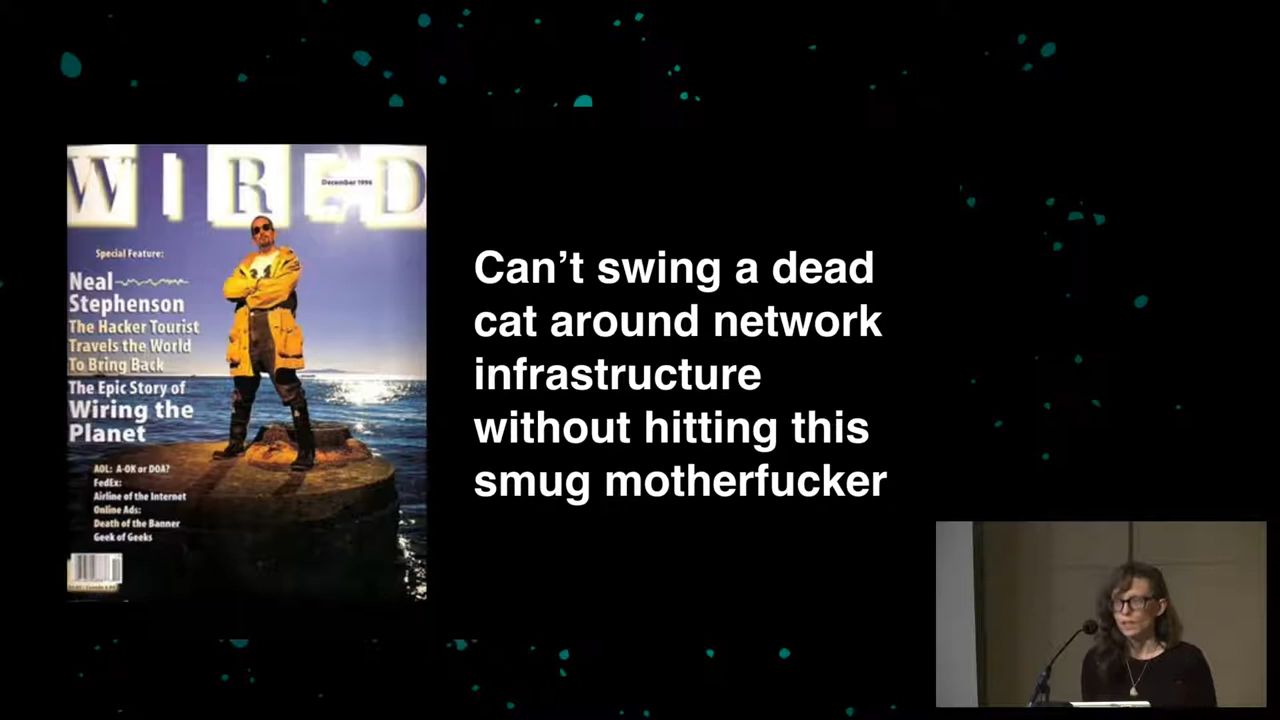 WIRED
December 1996
Special Feature:
Neal
Stephenson
The Hacker Tourist
Travels the World
To Bring Back
The Epic Story of
Wiring the
Planet
AOL: A-OK or DOA?
FedEx:
Airline of the Internet
Online Ads:
Death of the Banner
Geek of Geeks
Can’t swing a dead
cat around network
infrastructure
without hitting this
smug motherfucker